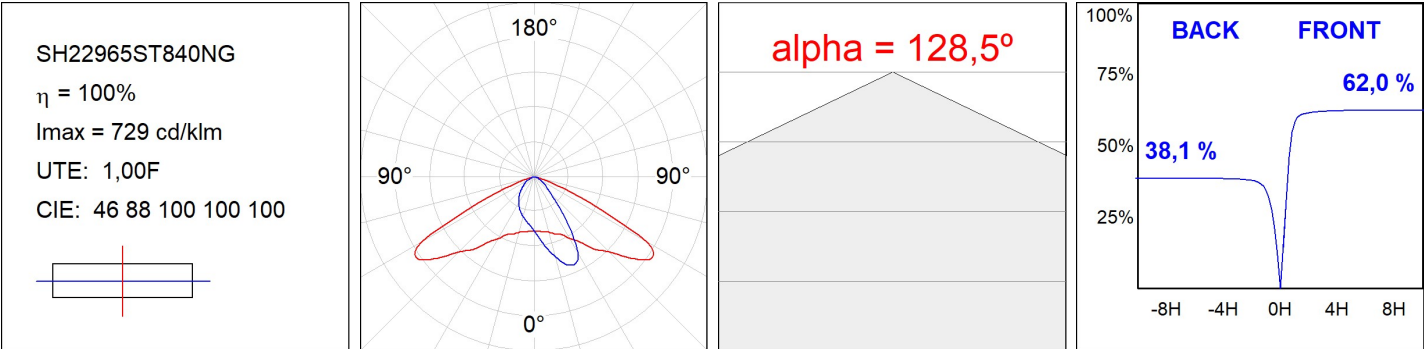 SH22965ST840NG
η = 100%
Imax = 729 cd/klm
UTE: 1,00F
CIE: 46 88 100 100 100
180°
90°
90°
0°
alpha = 128,5º
100%
BACK
FRONT
75%
62,0 %
50%
38,1 %
25%
-8H -4H 0H 4H 8H